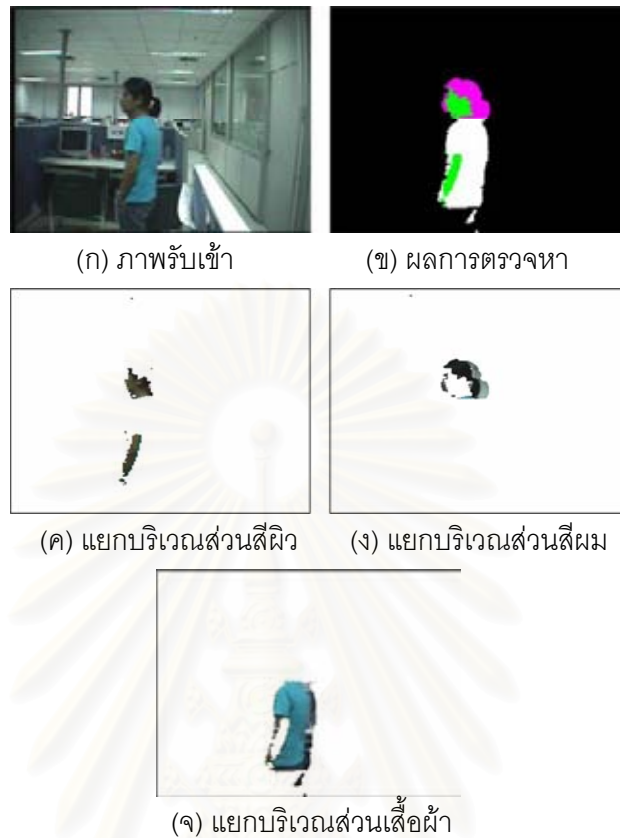 (ก) ภาพรับเข้า
(ข) ผลการตรวจหา
(ค) แยกบริเวณส่วนสีผิว
(ง) แยกบริเวณส่วนสีผม
(จ) แยกบริเวณส่วนเสื้อผ้า